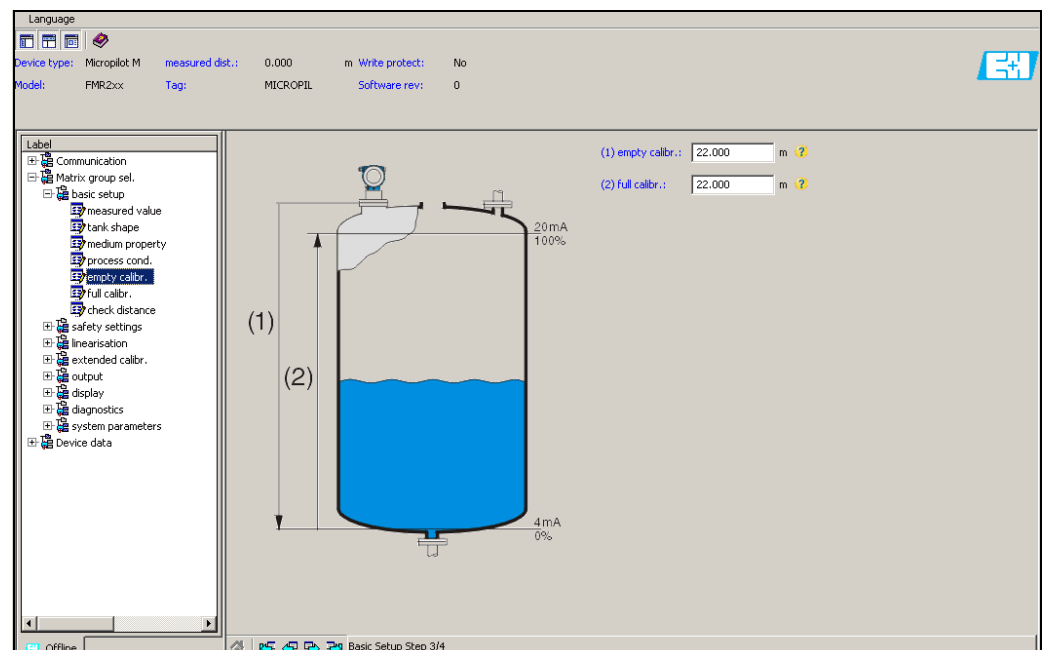 Language
Device type: Micropilot M measured dist.: 0.000 m Write protect: No
Model: FMR2xx Tag: MICROPIL Software rev: 0
E+H
Label
Communication
Matrix group sel.
basic setup
measured value
tank shape
medium property
process cond.
empty calibr.
full calibr.
check distance
safety settings
linearisation
extended calibr.
output
display
diagnostics
system parameters
Device data
(1) empty calibr.: 22.000 m ?
(2) full calibr.: 22.000 m ?
20mA
100%
(1)
(2)
4mA
0%
Offline
Basic Setup Step 3/4